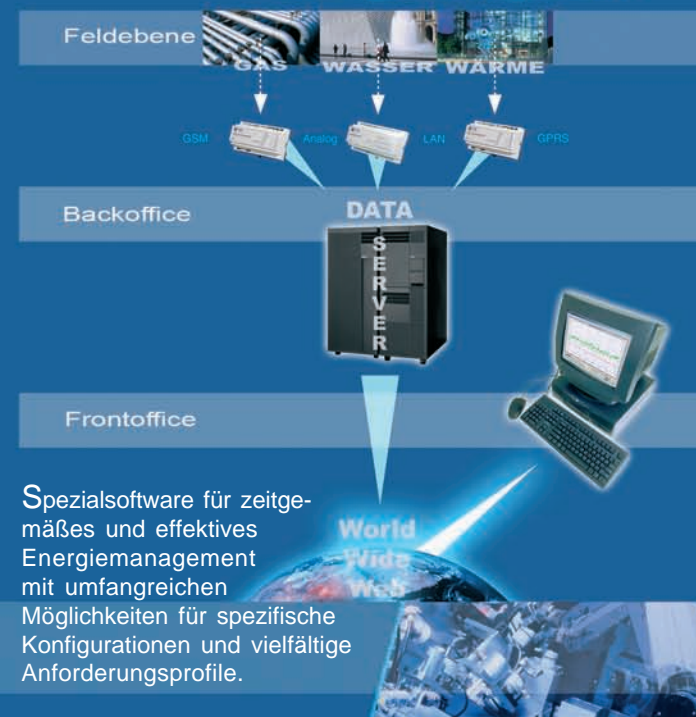 Feldebene
GAS WASSER WÄRME
GSM Analog LAN GPRS
Backoffice
DATA
SERVER
Frontoffice
World
Wide
Web
Spezialsoftware für zeitge-
mäßes und effektives
Energiemanagement
mit umfangreichen
Möglichkeiten für spezifische
Konfigurationen und vielfältige
Anforderungsprofile.